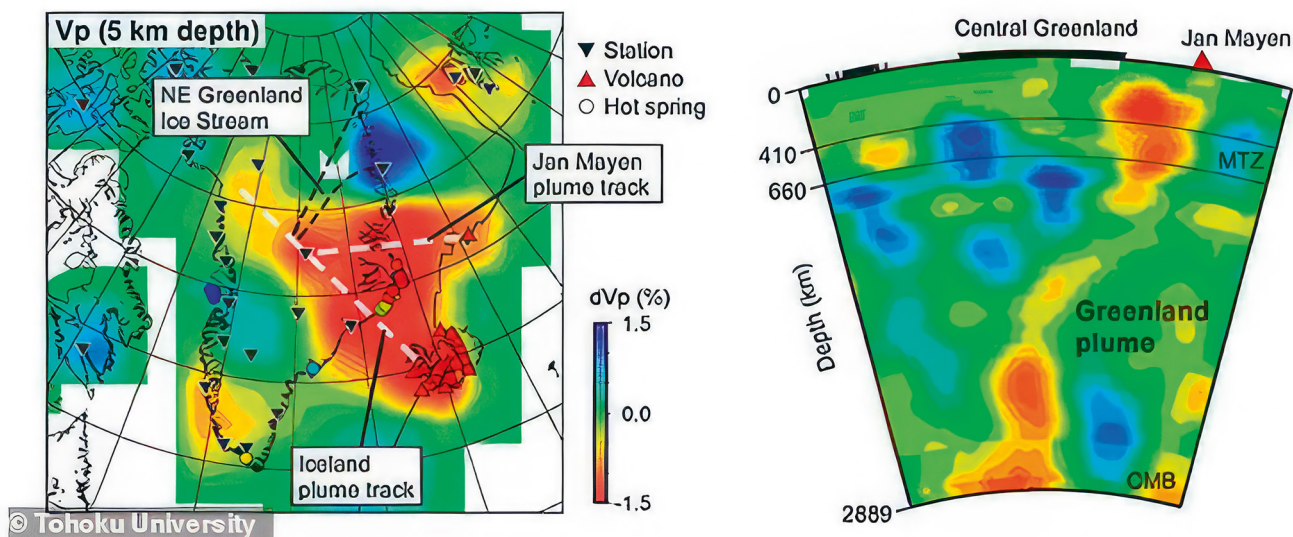 Vp (5 km depth)
Station
Volcano
Hot spring
NE Greenland
Ice Stream
Jan Mayen
plume track
dVp (%)
1.5
0.0
-1.5
Iceland
plume track
© Tohoku University
Central Greenland
Jan Mayen
0
410
660
MTZ
Depth (km)
Greenland
plume
CMB
2889